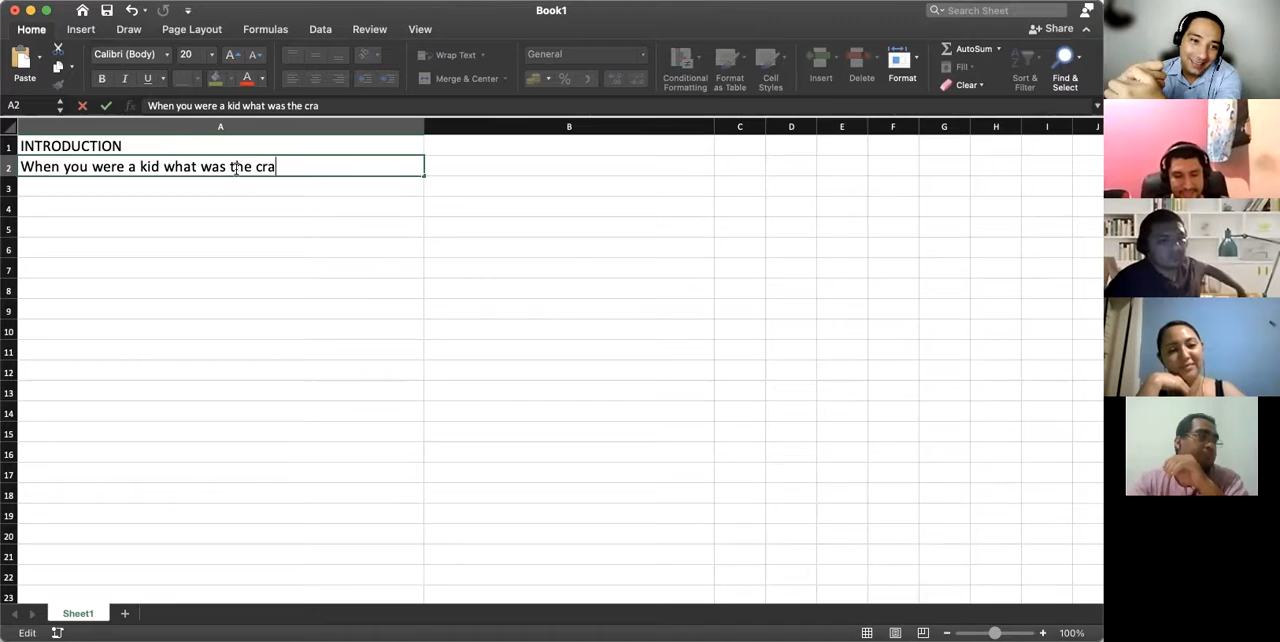 Book1
Search Sheet
Home Insert Draw Page Layout Formulas Data Review View Share
Paste
Calibri (Body) 20
Wrap Text
General
Conditional Formatting
Format as Table
Cell Styles
Insert
Delete
Format
AutoSum
Sort & Filter
Find & Select
Fill
B I U
Merge & Center
Clear
A2 fx When you were a kid what was the cra
A B C D E F G H I J
1 INTRODUCTION
2 When you were a kid what was the cra
3
4
5
6
7
8
9
10
11
12
13
14
15
16
17
18
19
20
21
22
23
Sheet1
Edit
100%